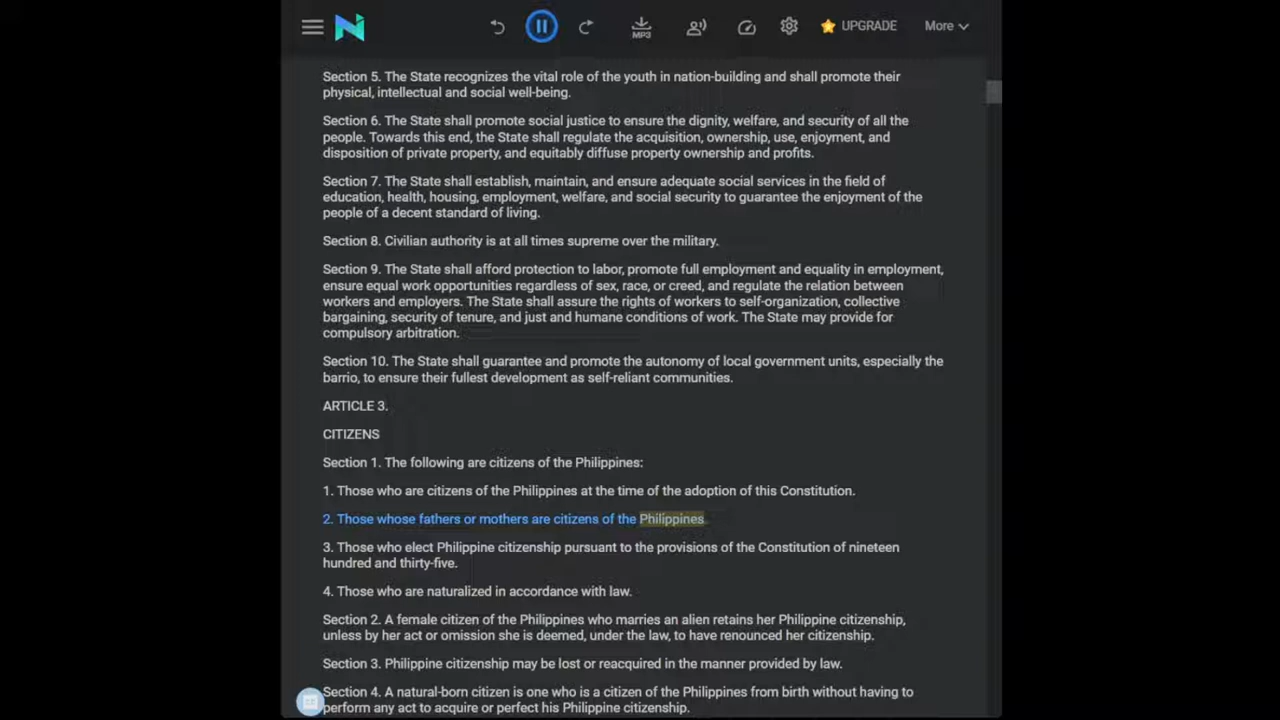 MP3
UPGRADE
More
Section 5. The State recognizes the vital role of the youth in nation-building and shall promote their
physical, intellectual and social well-being.
Section 6. The State shall promote social justice to ensure the dignity, welfare, and security of all the
people. Towards this end, the State shall regulate the acquisition, ownership, use, enjoyment, and
disposition of private property, and equitably diffuse property ownership and profits.
Section 7. The State shall establish, maintain, and ensure adequate social services in the field of
education, health, housing, employment, welfare, and social security to guarantee the enjoyment of the
people of a decent standard of living.
Section 8. Civilian authority is at all times supreme over the military.
Section 9. The State shall afford protection to labor, promote full employment and equality in employment,
ensure equal work opportunities regardless of sex, race, or creed, and regulate the relation between
workers and employers. The State shall assure the rights of workers to self-organization, collective
bargaining, security of tenure, and just and humane conditions of work. The State may provide for
compulsory arbitration.
Section 10. The State shall guarantee and promote the autonomy of local government units, especially the
barrio, to ensure their fullest development as self-reliant communities.
ARTICLE 3.
CITIZENS
Section 1. The following are citizens of the Philippines:
1. Those who are citizens of the Philippines at the time of the adoption of this Constitution.
2. Those whose fathers or mothers are citizens of the Philippines.
3. Those who elect Philippine citizenship pursuant to the provisions of the Constitution of nineteen
hundred and thirty-five.
4. Those who are naturalized in accordance with law.
Section 2. A female citizen of the Philippines who marries an alien retains her Philippine citizenship,
unless by her act or omission she is deemed, under the law, to have renounced her citizenship.
Section 3. Philippine citizenship may be lost or reacquired in the manner provided by law.
Section 4. A natural-born citizen is one who is a citizen of the Philippines from birth without having to
perform any act to acquire or perfect his Philippine citizenship.